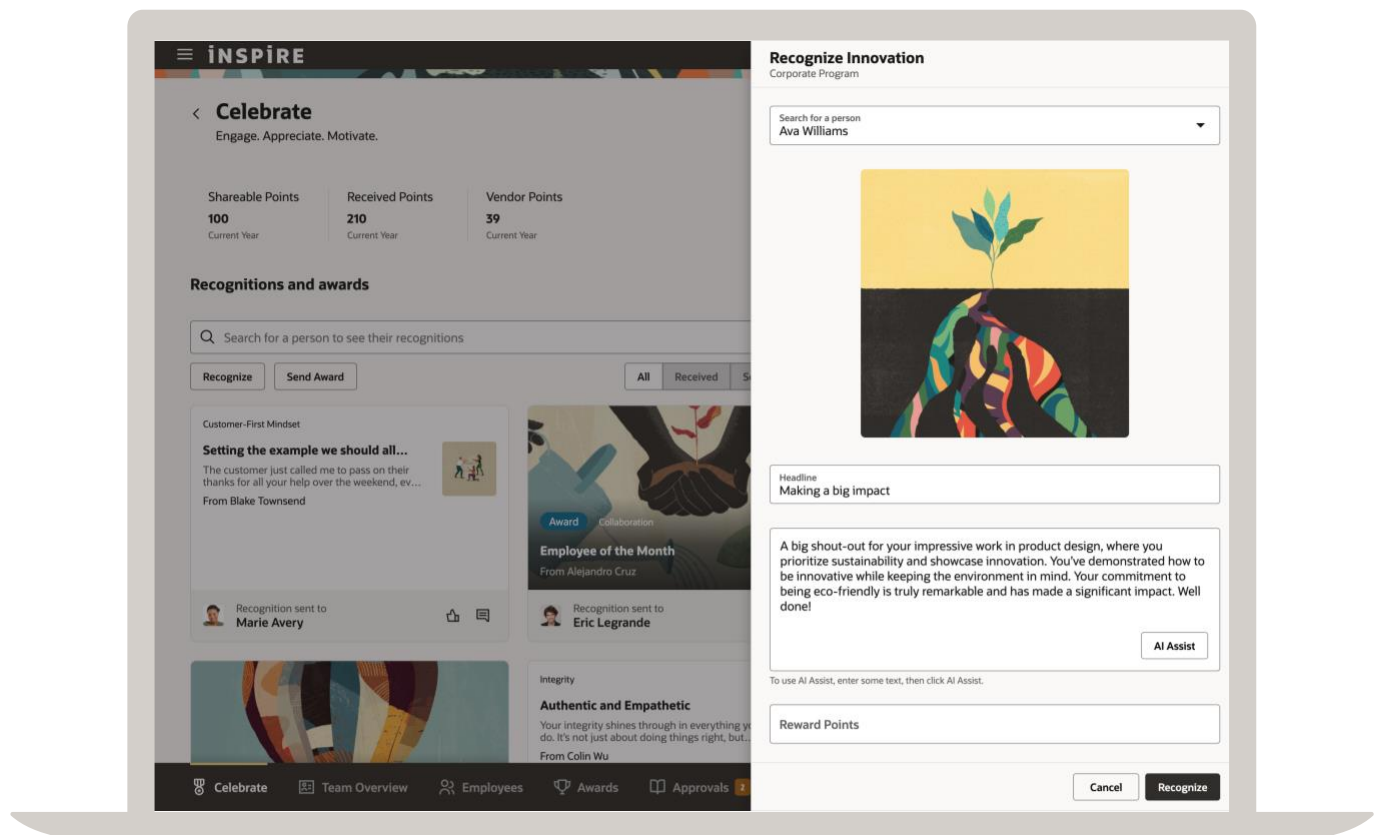 iNSPiRE
Celebrate
Engage. Appreciate. Motivate.
Shareable Points
100
Current Year
Received Points
210
Current Year
Vendor Points
39
Current Year
Recognitions and awards
Search for a person to see their recognitions
Recognize
Send Award
All
Received
Customer-First Mindset
Setting the example we should all...
The customer just called me to pass on their
thanks for all your help over the weekend, ev...
From Blake Townsend
Recognition sent to
Marie Avery
Award
Collaboration
Employee of the Month
From Alejandro Cruz
Recognition sent to
Eric Legrande
Integrity
Authentic and Empathetic
Your integrity shines through in everything
do. It's not just about doing things right, but...
From Colin Wu
Celebrate
Team Overview
Employees
Awards
Approvals
2
Recognize Innovation
Corporate Program
Search for a person
Ava Williams
Headline
Making a big impact
A big shout-out for your impressive work in product design, where you
prioritize sustainability and showcase innovation. You've demonstrated how to
be innovative while keeping the environment in mind. Your commitment to
being eco-friendly is truly remarkable and has made a significant impact. Well
done!
AI Assist
To use AI Assist, enter some text, then click AI Assist.
Reward Points
Cancel
Recognize